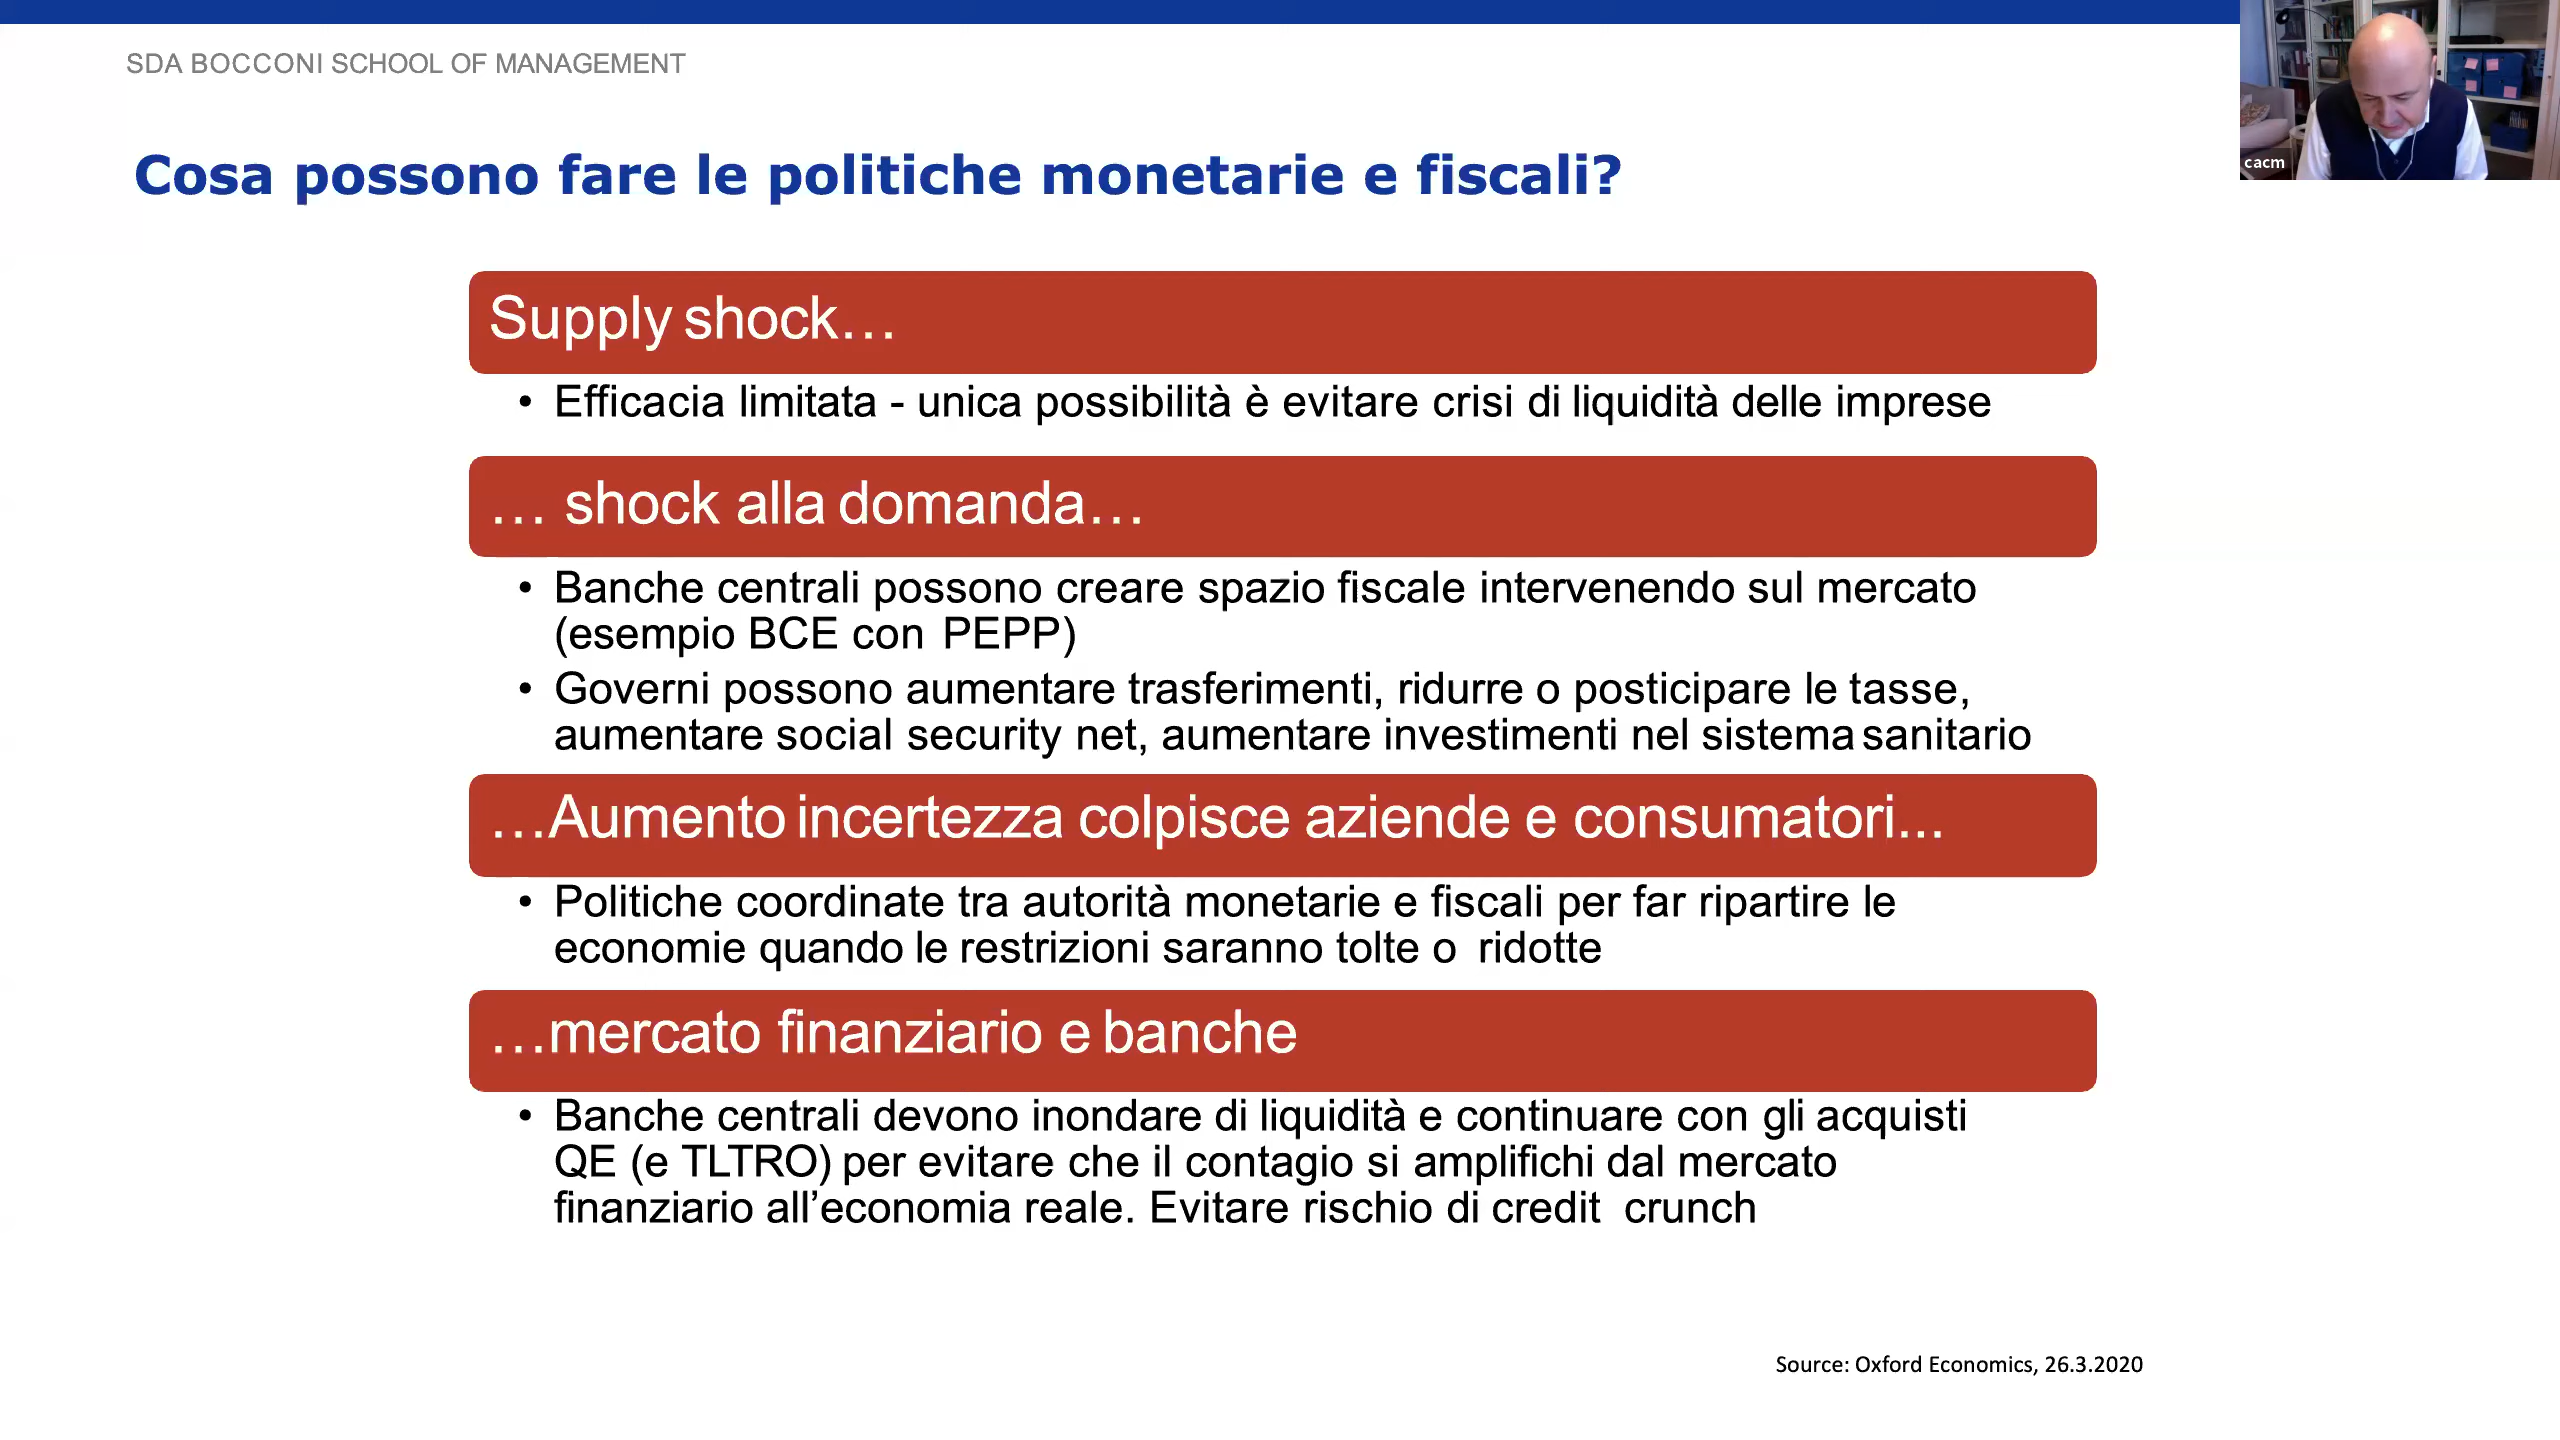 SDA BOCCONI SCHOOL OF MANAGEMENT
cacm
Cosa possono fare le politiche monetarie e fiscali?
Supply shock…
• Efficacia limitata - unica possibilità è evitare crisi di liquidità delle imprese
… shock alla domanda…
• Banche centrali possono creare spazio fiscale intervenendo sul mercato
(esempio BCE con PEPP)
• Governi possono aumentare trasferimenti, ridurre o posticipare le tasse,
aumentare social security net, aumentare investimenti nel sistema sanitario
…Aumento incertezza colpisce aziende e consumatori...
• Politiche coordinate tra autorità monetarie e fiscali per far ripartire le
economie quando le restrizioni saranno tolte o ridotte
…mercato finanziario e banche
• Banche centrali devono inondare di liquidità e continuare con gli acquisti
QE (e TLTRO) per evitare che il contagio si amplifichi dal mercato
finanziario all’economia reale. Evitare rischio di credit crunch
Source: Oxford Economics, 26.3.2020